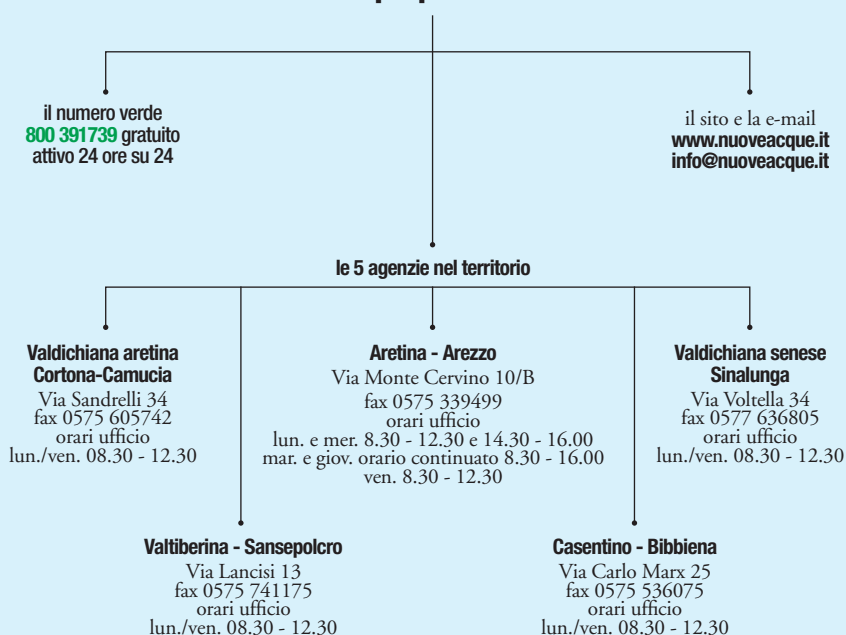 il numero verde
800 391739 gratuito
attivo 24 ore su 24
il sito e la e-mail
www.nuoveacque.it
info@nuoveacque.it
le 5 agenzie nel territorio
Valdichiana aretina
Cortona-Camucia
Via Sandrelli 34
fax 0575 605742
orari ufficio
lun./ven. 08.30 - 12.30
Aretina - Arezzo
Via Monte Cervino 10/B
fax 0575 339499
orari ufficio
lun. e mer. 8.30 - 12.30 e 14.30 - 16.00
mar. e giov. orario continuato 8.30 - 16.00
ven. 8.30 - 12.30
Valdichiana senese
Sinalunga
Via Voltella 34
fax 0577 636805
orari ufficio
lun./ven. 08.30 - 12.30
Valtiberina - Sansepolcro
Via Lancisi 13
fax 0575 741175
orari ufficio
lun./ven. 08.30 - 12.30
Casentino - Bibbiena
Via Carlo Marx 25
fax 0575 536075
orari ufficio
lun./ven. 08.30 - 12.30